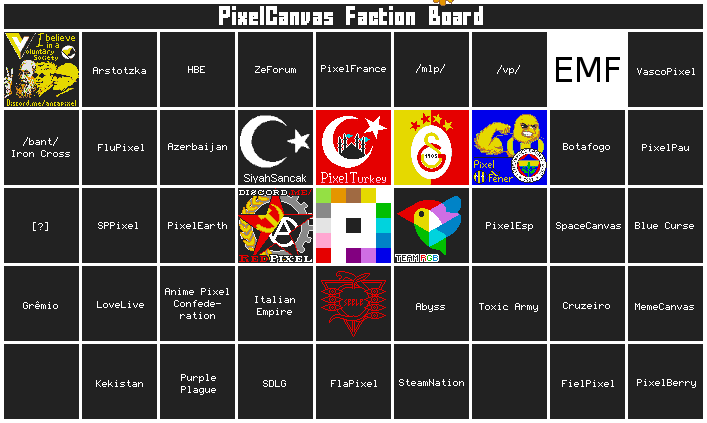 PixelCanvas Faction Board
I believe
in a
Voluntary
Society
Discord.me/ancapixel
Arstotzka
HBE
ZeForum
PixelFrance
/mlp/
/vp/
EMF
VascoPixel
/bant/
Iron Cross
FluPixel
Azerbaijan
SiyahSancak
PixelTurkey
1905
Pixel
Fener
Botafogo
PixelPau
[?]
SPPixel
PixelEarth
DISCORD.ME/
REDPIXEL
TEAM RGB
PixelEsp
SpaceCanvas
Blue Curse
Grêmio
LoveLive
Anime Pixel
Confede-
ration
Italian
Empire
Abyss
Toxic Army
Cruzeiro
MemeCanvas
Kekistan
Purple
Plague
SDLG
FlaPixel
SteamNation
FielPixel
PixelBerry